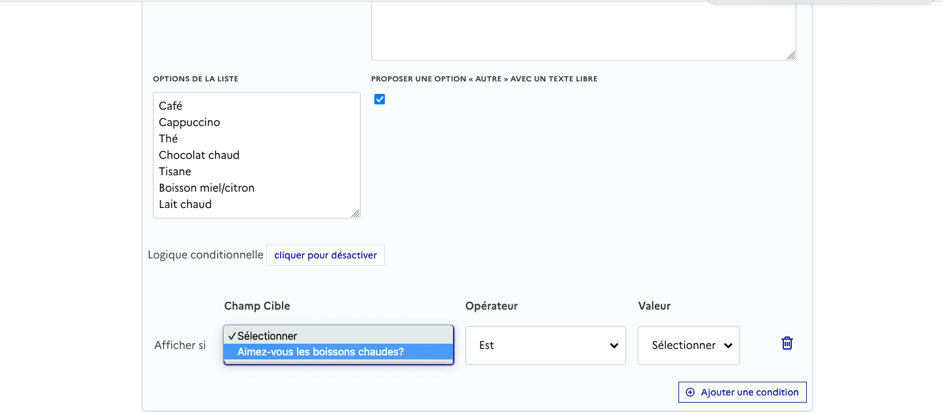 OPTIONS DE LA LISTE
PROPOSER UNE OPTION « AUTRE » AVEC UN TEXTE LIBRE
Café
Cappuccino
Thé
Chocolat chaud
Tisane
Boisson miel/citron
Lait chaud
Logique conditionnelle cliquer pour désactiver
Champ Cible Opérateur Valeur
✓Sélectionner
Afficher si Est Sélectionner
Aimez-vous les boissons chaudes?
Ajouter une condition